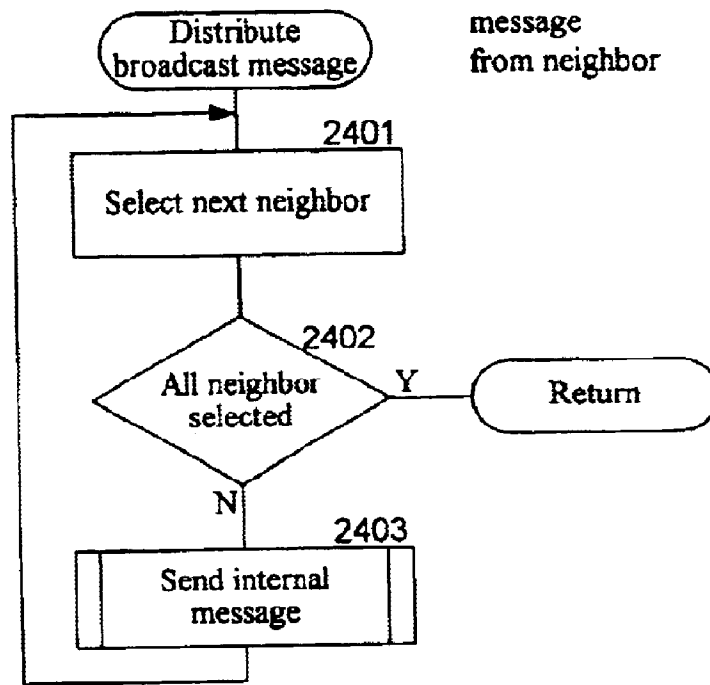 Distribute
broadcast message
message
from neighbor
2401
Select next neighbor
2402
All neighbor
selected
Y
Return
N
2403
Send internal
message